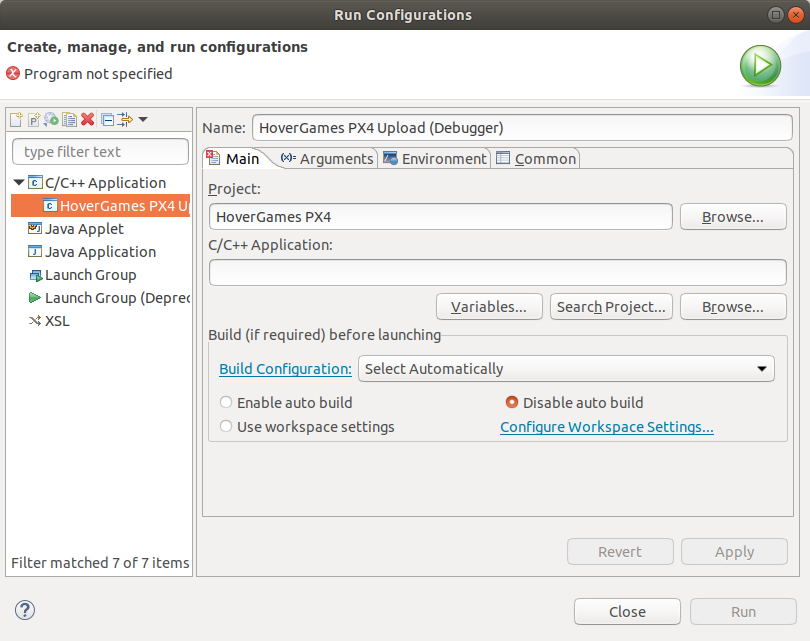 Run Configurations
Create, manage, and run configurations
Program not specified
type filter text
C/C++ Application
HoverGames PX4 U
Java Applet
Java Application
Launch Group
Launch Group (Deprec
XSL
Filter matched 7 of 7 items
Name: HoverGames PX4 Upload (Debugger)
Main (x)= Arguments Environment Common
Project:
HoverGames PX4 Browse...
C/C++ Application:
Variables... Search Project... Browse...
Build (if required) before launching
Build Configuration: Select Automatically
Enable auto build Disable auto build
Use workspace settings Configure Workspace Settings...
Revert Apply
? Close Run